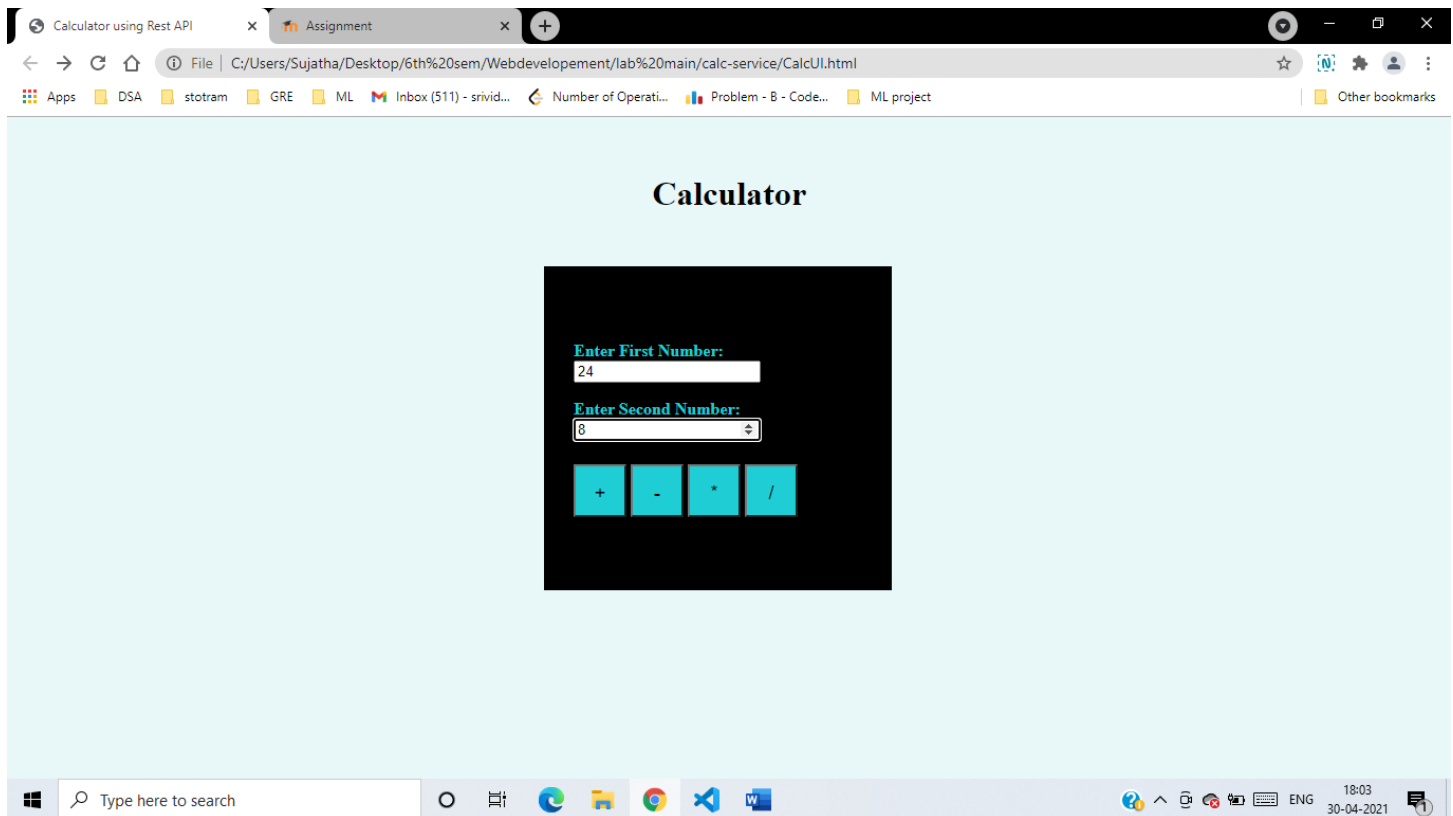 Calculator using Rest API
Assignment
File | C:/Users/Sujatha/Desktop/6th%20sem/Webdevelopement/lab%20main/calc-service/CalcUI.html
Apps DSA stotram GRE ML Inbox (511) - srivid... Number of Operati... Problem - B - Code... ML project Other bookmarks
Calculator
Enter First Number:
24
Enter Second Number:
8
+ - * /
Type here to search
ENG
18:03
30-04-2021
1